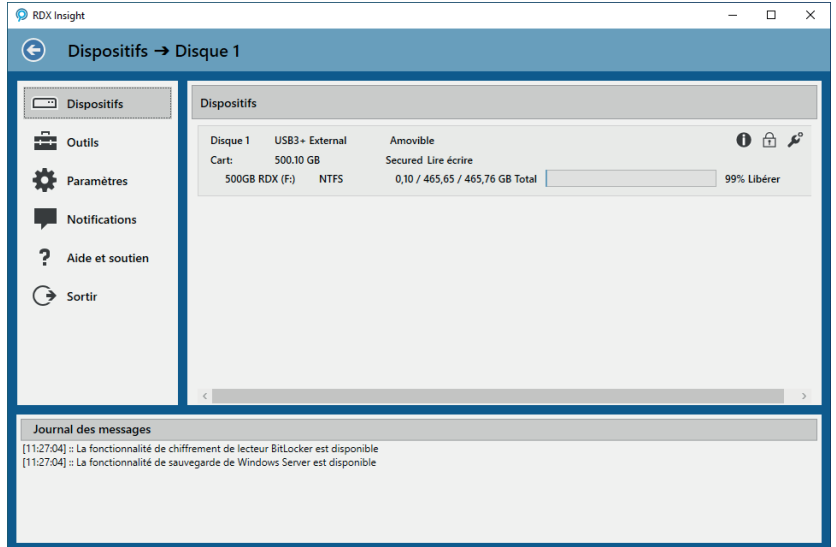 RDX Insight
Dispositifs ➔ Disque 1
Dispositifs
Outils
Paramètres
Notifications
Aide et soutien
Sortir
Dispositifs
Disque 1 USB3+ External Amovible
Cart: 500.10 GB Secured Lire écrire
500GB RDX (F:) NTFS 0,10 / 465,65 / 465,76 GB Total 99% Libérer
Journal des messages
[11:27:04] :: La fonctionnalité de chiffrement de lecteur BitLocker est disponible
[11:27:04] :: La fonctionnalité de sauvegarde de Windows Server est disponible